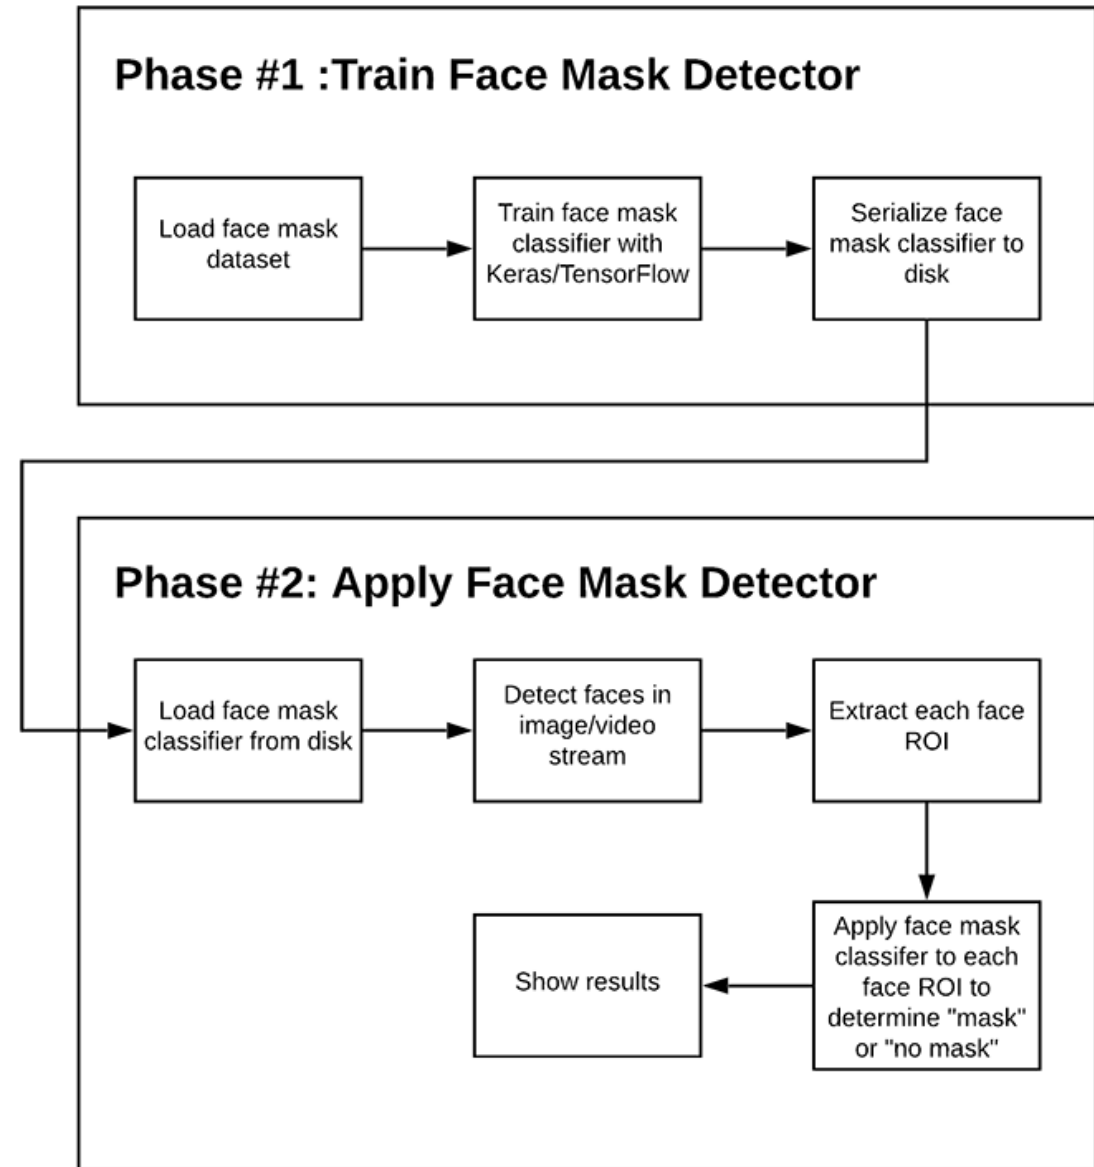 Phase #1 :Train Face Mask Detector
Load face mask
dataset
Train face mask
classifier with
Keras/TensorFlow
Serialize face
mask classifier to
disk
Phase #2: Apply Face Mask Detector
Load face mask
classifier from disk
Detect faces in
image/video
stream
Extract each face
ROI
Apply face mask
classifer to each
face ROI to
determine "mask"
or "no mask"
Show results